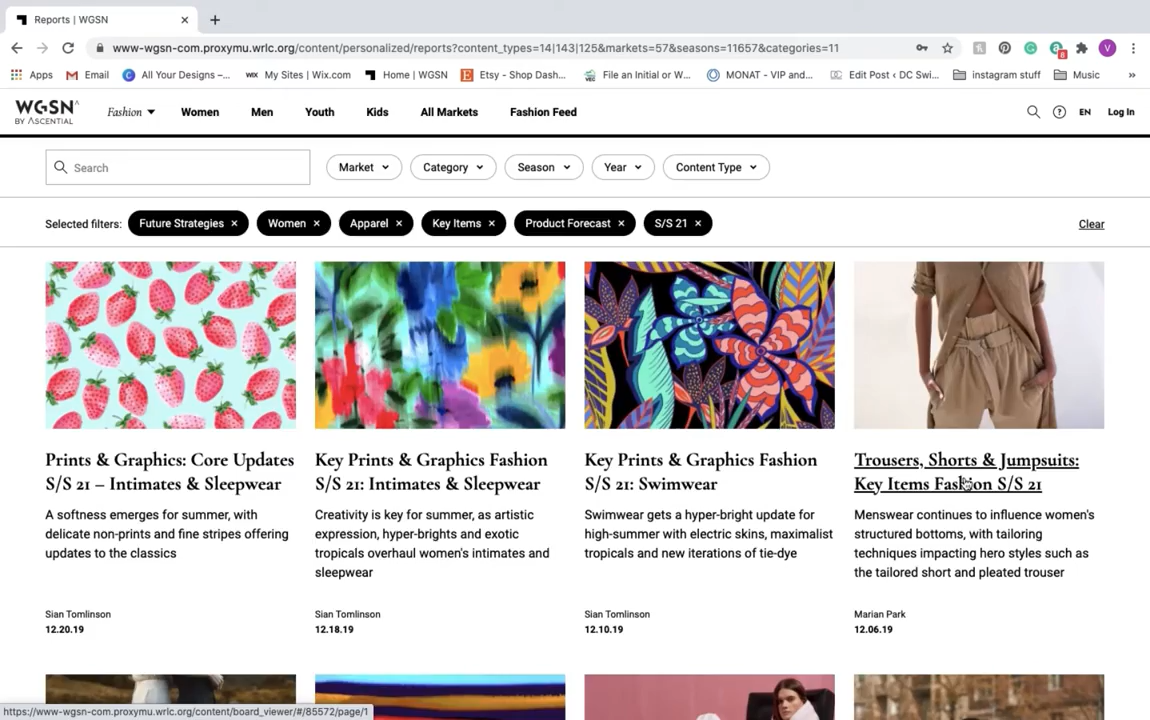 Reports | WGSN
www-wgsn-com.proxymu.wrlc.org/content/personalized/reports?content_types=14|143|125&markets=57&seasons=11657&categories=11
8
V
Apps
Email
All Your Designs –...
WIX My Sites | Wix.com
Home | WGSN
Etsy - Shop Dash...
File an Initial or W...
MONAT - VIP and...
Edit Post ‹ DC Swi...
instagram stuff
Music
»
WGSN
BY ASCENTIAL
Fashion
Women
Men
Youth
Kids
All Markets
Fashion Feed
EN
Log In
Search
Market
Category
Season
Year
Content Type
Selected filters:
Future Strategies ×
Women ×
Apparel ×
Key Items ×
Product Forecast ×
S/S 21 ×
Clear
Prints & Graphics: Core Updates
S/S 21 – Intimates & Sleepwear
A softness emerges for summer, with
delicate non-prints and fine stripes offering
updates to the classics
Sian Tomlinson
12.20.19
Key Prints & Graphics Fashion
S/S 21: Intimates & Sleepwear
Creativity is key for summer, as artistic
expression, hyper-brights and exotic
tropicals overhaul women's intimates and
sleepwear
Sian Tomlinson
12.18.19
Key Prints & Graphics Fashion
S/S 21: Swimwear
Swimwear gets a hyper-bright update for
high-summer with electric skins, maximalist
tropicals and new iterations of tie-dye
Sian Tomlinson
12.10.19
Trousers, Shorts & Jumpsuits:
Key Items Fashion S/S 21
Menswear continues to influence women's
structured bottoms, with tailoring
techniques impacting hero styles such as
the tailored short and pleated trouser
Marian Park
12.06.19
https://www-wgsn-com.proxymu.wrlc.org/content/board_viewer/#/85572/page/1